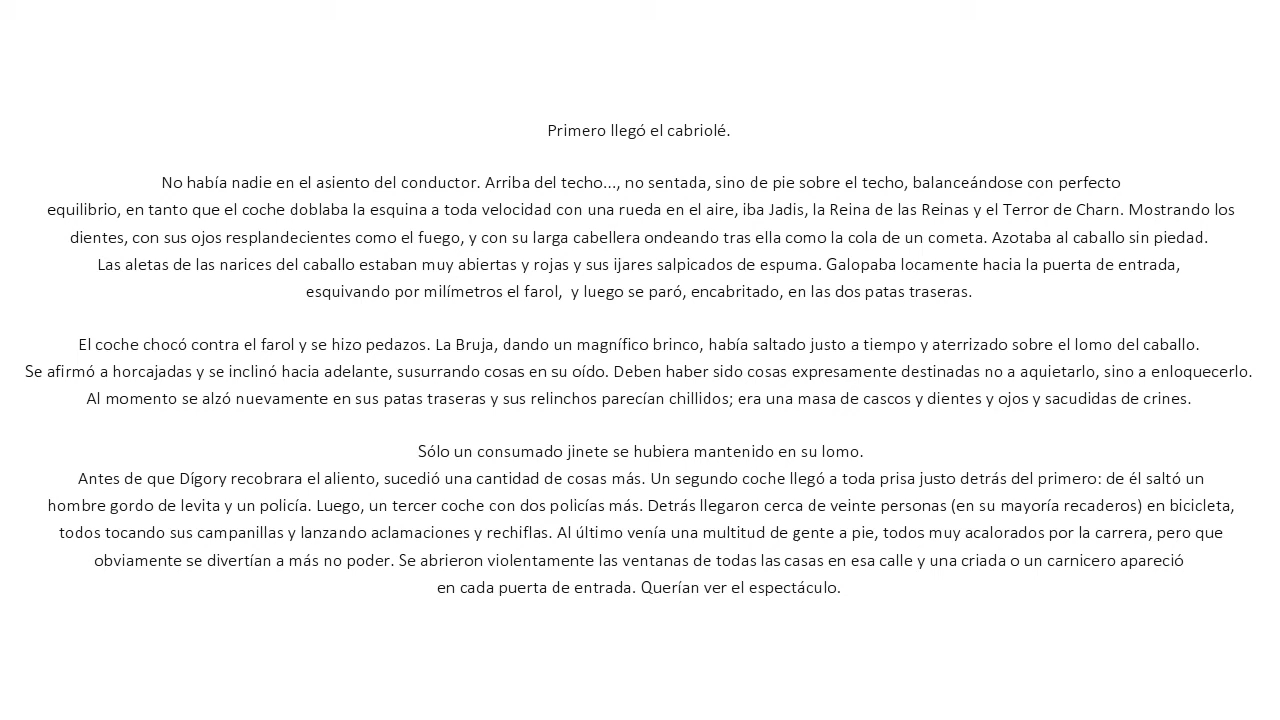 Primero llegó el cabriolé.
No había nadie en el asiento del conductor. Arriba del techo..., no sentada, sino de pie sobre el techo, balanceándose con perfecto
equilibrio, en tanto que el coche doblaba la esquina a toda velocidad con una rueda en el aire, iba Jadis, la Reina de las Reinas y el Terror de Charn. Mostrando los
dientes, con sus ojos resplandecientes como el fuego, y con su larga cabellera ondeando tras ella como la cola de un cometa. Azotaba al caballo sin piedad.
Las aletas de las narices del caballo estaban muy abiertas y rojas y sus ijares salpicados de espuma. Galopaba locamente hacia la puerta de entrada,
esquivando por milímetros el farol,  y luego se paró, encabritado, en las dos patas traseras.
El coche chocó contra el farol y se hizo pedazos. La Bruja, dando un magnífico brinco, había saltado justo a tiempo y aterrizado sobre el lomo del caballo.
Se afirmó a horcajadas y se inclinó hacia adelante, susurrando cosas en su oído. Deben haber sido cosas expresamente destinadas no a aquietarlo, sino a enloquecerlo.
Al momento se alzó nuevamente en sus patas traseras y sus relinchos parecían chillidos; era una masa de cascos y dientes y ojos y sacudidas de crines.
Sólo un consumado jinete se hubiera mantenido en su lomo.
Antes de que Dígory recobrara el aliento, sucedió una cantidad de cosas más. Un segundo coche llegó a toda prisa justo detrás del primero: de él saltó un
hombre gordo de levita y un policía. Luego, un tercer coche con dos policías más. Detrás llegaron cerca de veinte personas (en su mayoría recaderos) en bicicleta,
todos tocando sus campanillas y lanzando aclamaciones y rechiflas. Al último venía una multitud de gente a pie, todos muy acalorados por la carrera, pero que
obviamente se divertían a más no poder. Se abrieron violentamente las ventanas de todas las casas en esa calle y una criada o un carnicero apareció
en cada puerta de entrada. Querían ver el espectáculo.